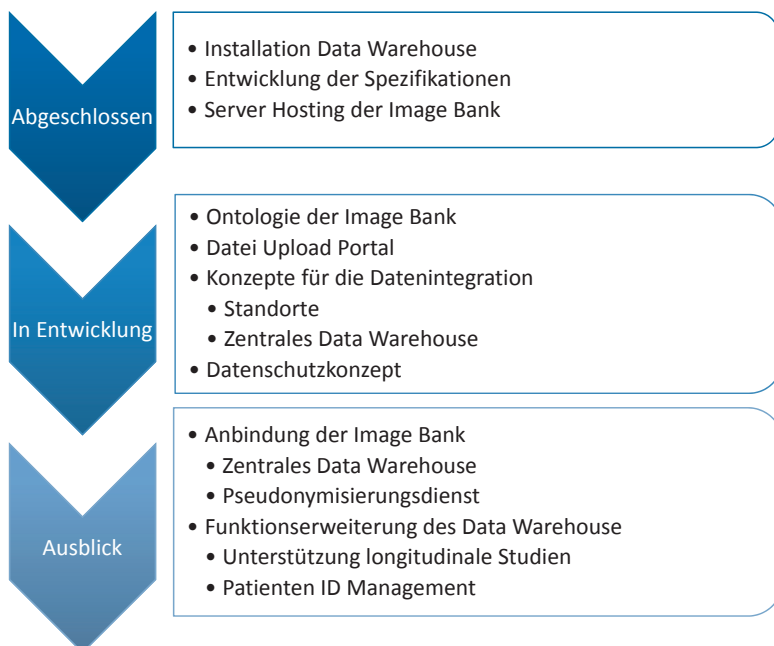 Abgeschlossen
• Installation Data Warehouse
• Entwicklung der Spezifikationen
• Server Hosting der Image Bank
In Entwicklung
• Ontologie der Image Bank
• Datei Upload Portal
• Konzepte für die Datenintegration
• Standorte
• Zentrales Data Warehouse
• Datenschutzkonzept
Ausblick
• Anbindung der Image Bank
• Zentrales Data Warehouse
• Pseudonymisierungsdienst
• Funktionserweiterung des Data Warehouse
• Unterstützung longitudinale Studien
• Patienten ID Management